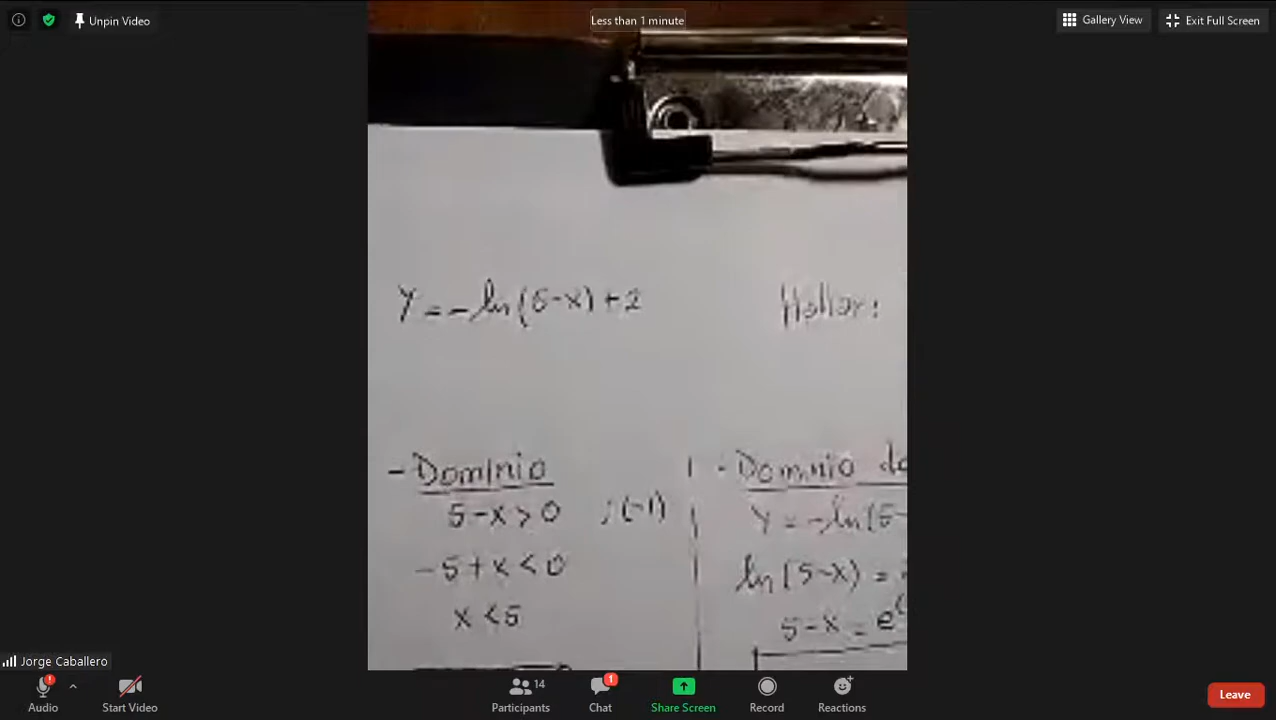 Unpin Video
Less than 1 minute
Gallery View
Exit Full Screen
Y = -ln(5-x) + 2
Hallar:
- Dominio
5-x > 0 ; (-1)
-5 + x < 0
x < 5
- Dominio de
Y = -ln(5-
ln(5-x) =
5-x = e
Jorge Caballero
Audio
Start Video
14
Participants
1
Chat
Share Screen
Record
Reactions
Leave